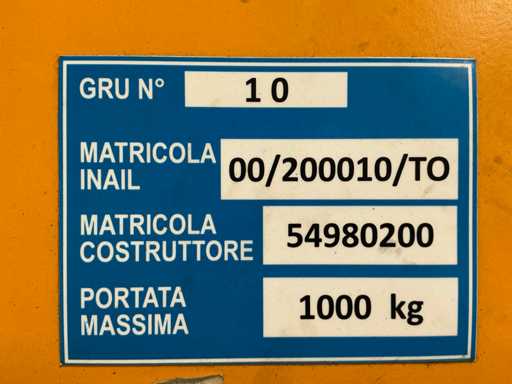 GRU N° 10
MATRICOLA
INAIL 00/200010/TO
MATRICOLA
COSTRUTTORE 54980200
PORTATA
MASSIMA 1000 kg